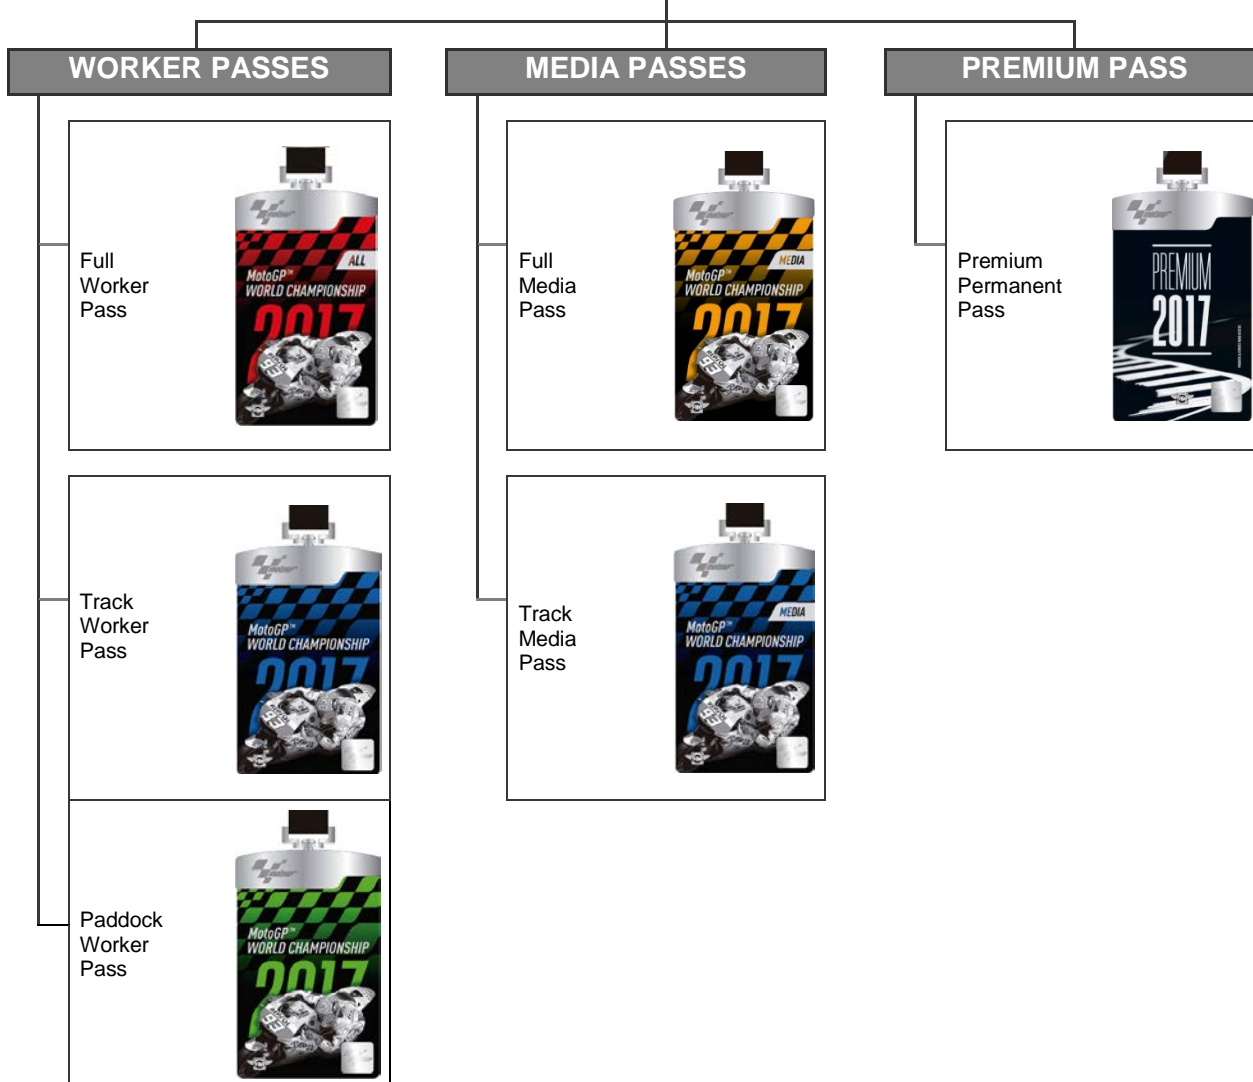 WORKER PASSES
Full
Worker
Pass
ALL
MotoGP™
WORLD CHAMPIONSHIP
2017
Track
Worker
Pass
MotoGP™
WORLD CHAMPIONSHIP
2017
Paddock
Worker
Pass
MotoGP™
WORLD CHAMPIONSHIP
2017
MEDIA PASSES
Full
Media
Pass
MEDIA
MotoGP™
WORLD CHAMPIONSHIP
2017
Track
Media
Pass
MEDIA
MotoGP™
WORLD CHAMPIONSHIP
2017
PREMIUM PASS
Premium
Permanent
Pass
PREMIUM
2017